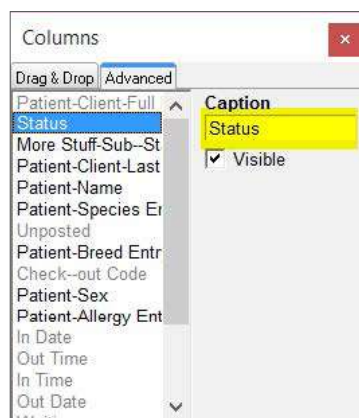 Columns
Drag & Drop Advanced
Patient-Client-Full
Status
More Stuff-Sub--St
Patient-Client-Last
Patient-Name
Patient-Species Er
Unposted
Patient-Breed Entr
Check--out Code
Patient-Sex
Patient-Allergy Ent
In Date
Out Time
In Time
Out Date
Caption
Status
Visible